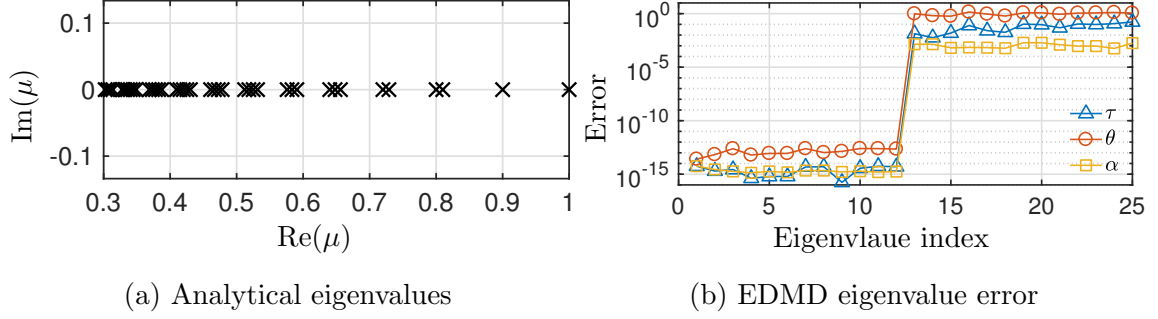 0.1
0
-0.1
Im(μ)
0.3 0.4 0.5 0.6 0.7 0.8 0.9 1
Re(μ)
(a) Analytical eigenvalues
10^0
10^-5
10^-10
10^-15
Error
τ
θ
α
0 5 10 15 20 25
Eigenvlaue index
(b) EDMD eigenvalue error